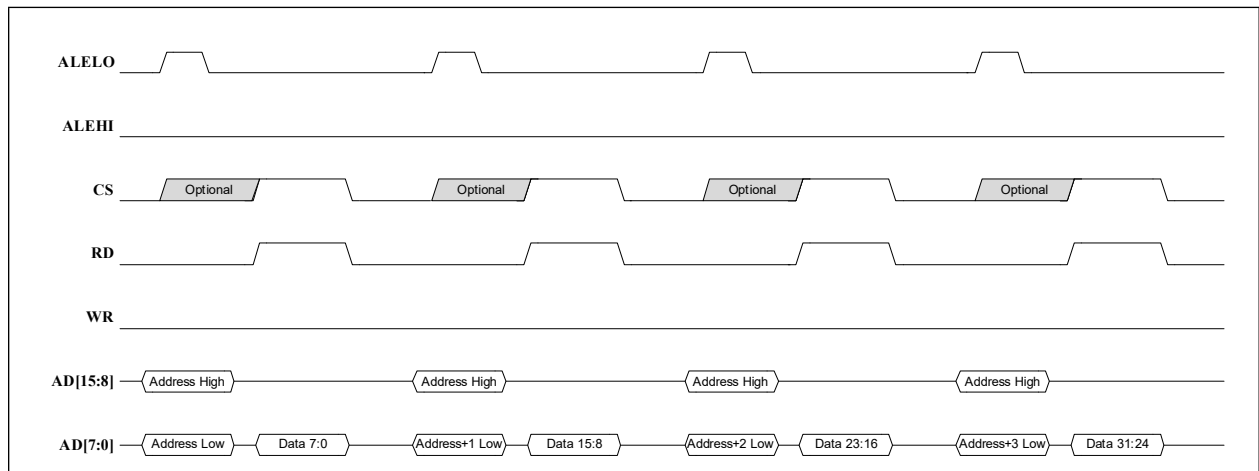 ALELO
ALEHI
CS Optional Optional Optional Optional
RD
WR
AD[15:8] Address High Address High Address High Address High
AD[7:0] Address Low Data 7:0 Address+1 Low Data 15:8 Address+2 Low Data 23:16 Address+3 Low Data 31:24